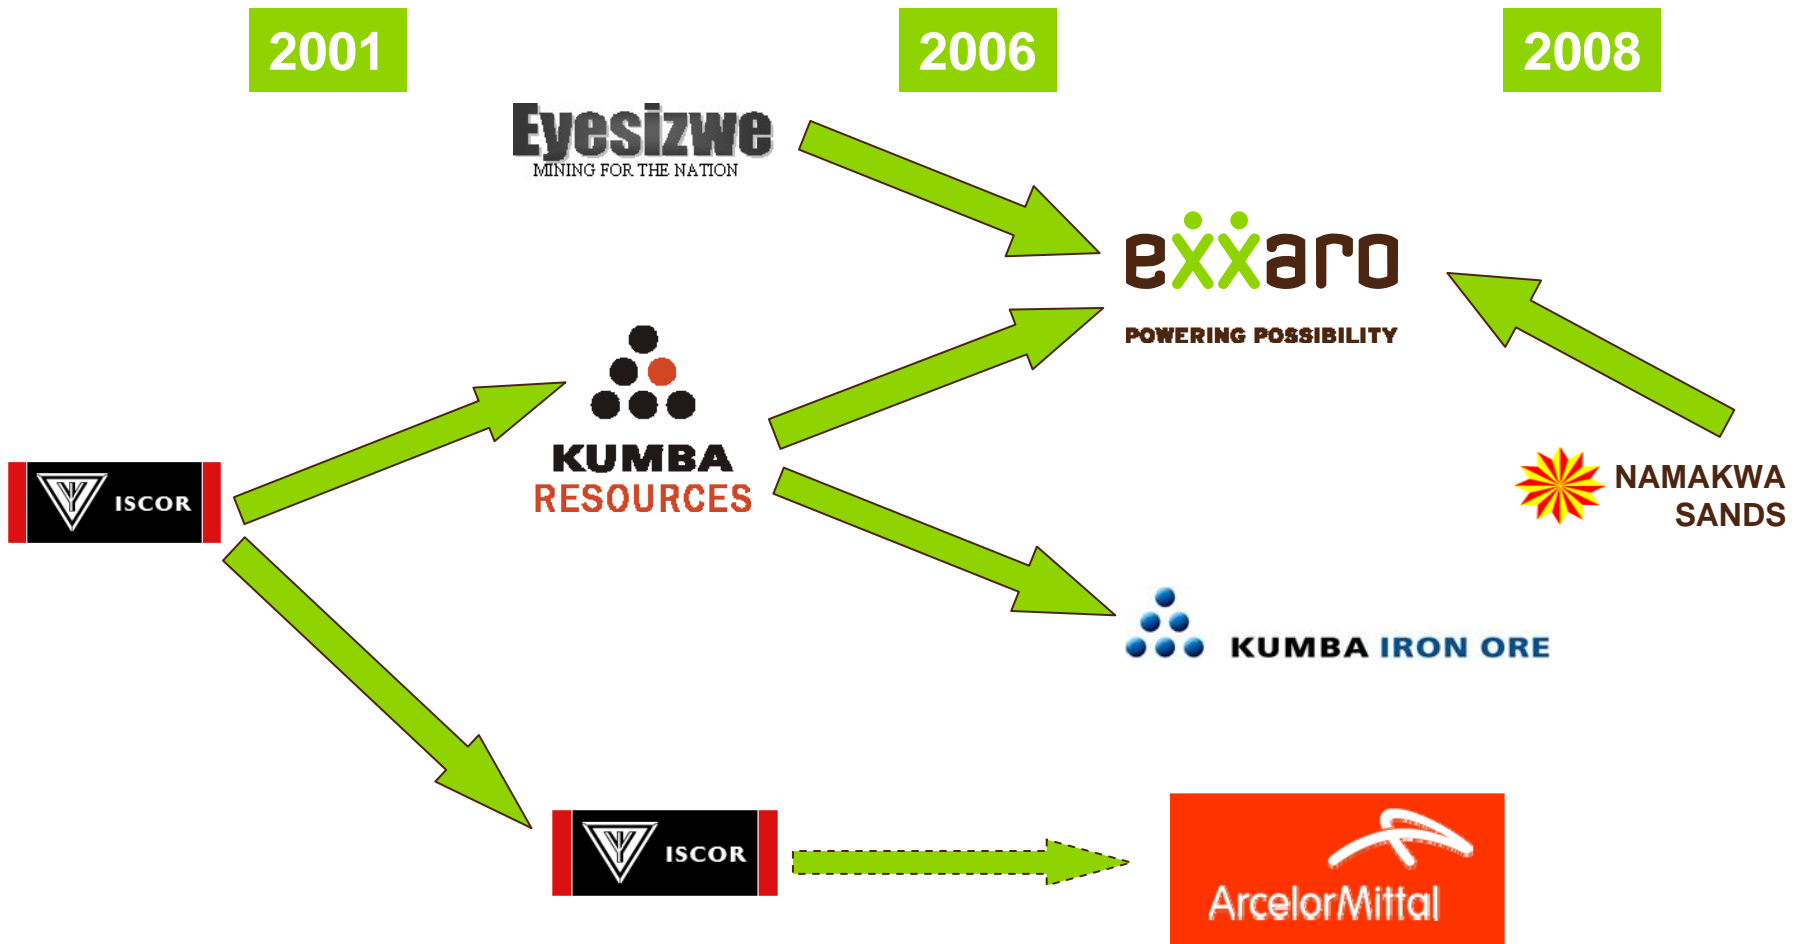 2001
2006
2008
Eyesizwe
MINING FOR THE NATION
exxaro
POWERING POSSIBILITY
KUMBA
RESOURCES
ISCOR
NAMAKWA
SANDS
KUMBA IRON ORE
ISCOR
ArcelorMittal